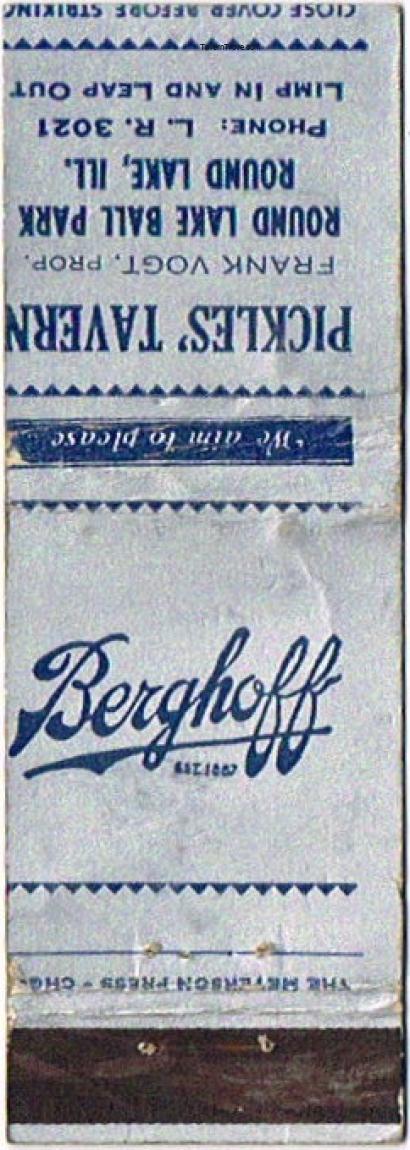 CLOSE COVER BEFORE STRIKING
LIMP IN AND LEAP OUT
PHONE: L. R. 3021
ROUND LAKE, ILL.
ROUND LAKE BALL PARK
FRANK VOGT, PROP.
PICKLES' TAVERN
"We aim to please
Berghoff
THE MEYERSON PRESS - CHG.